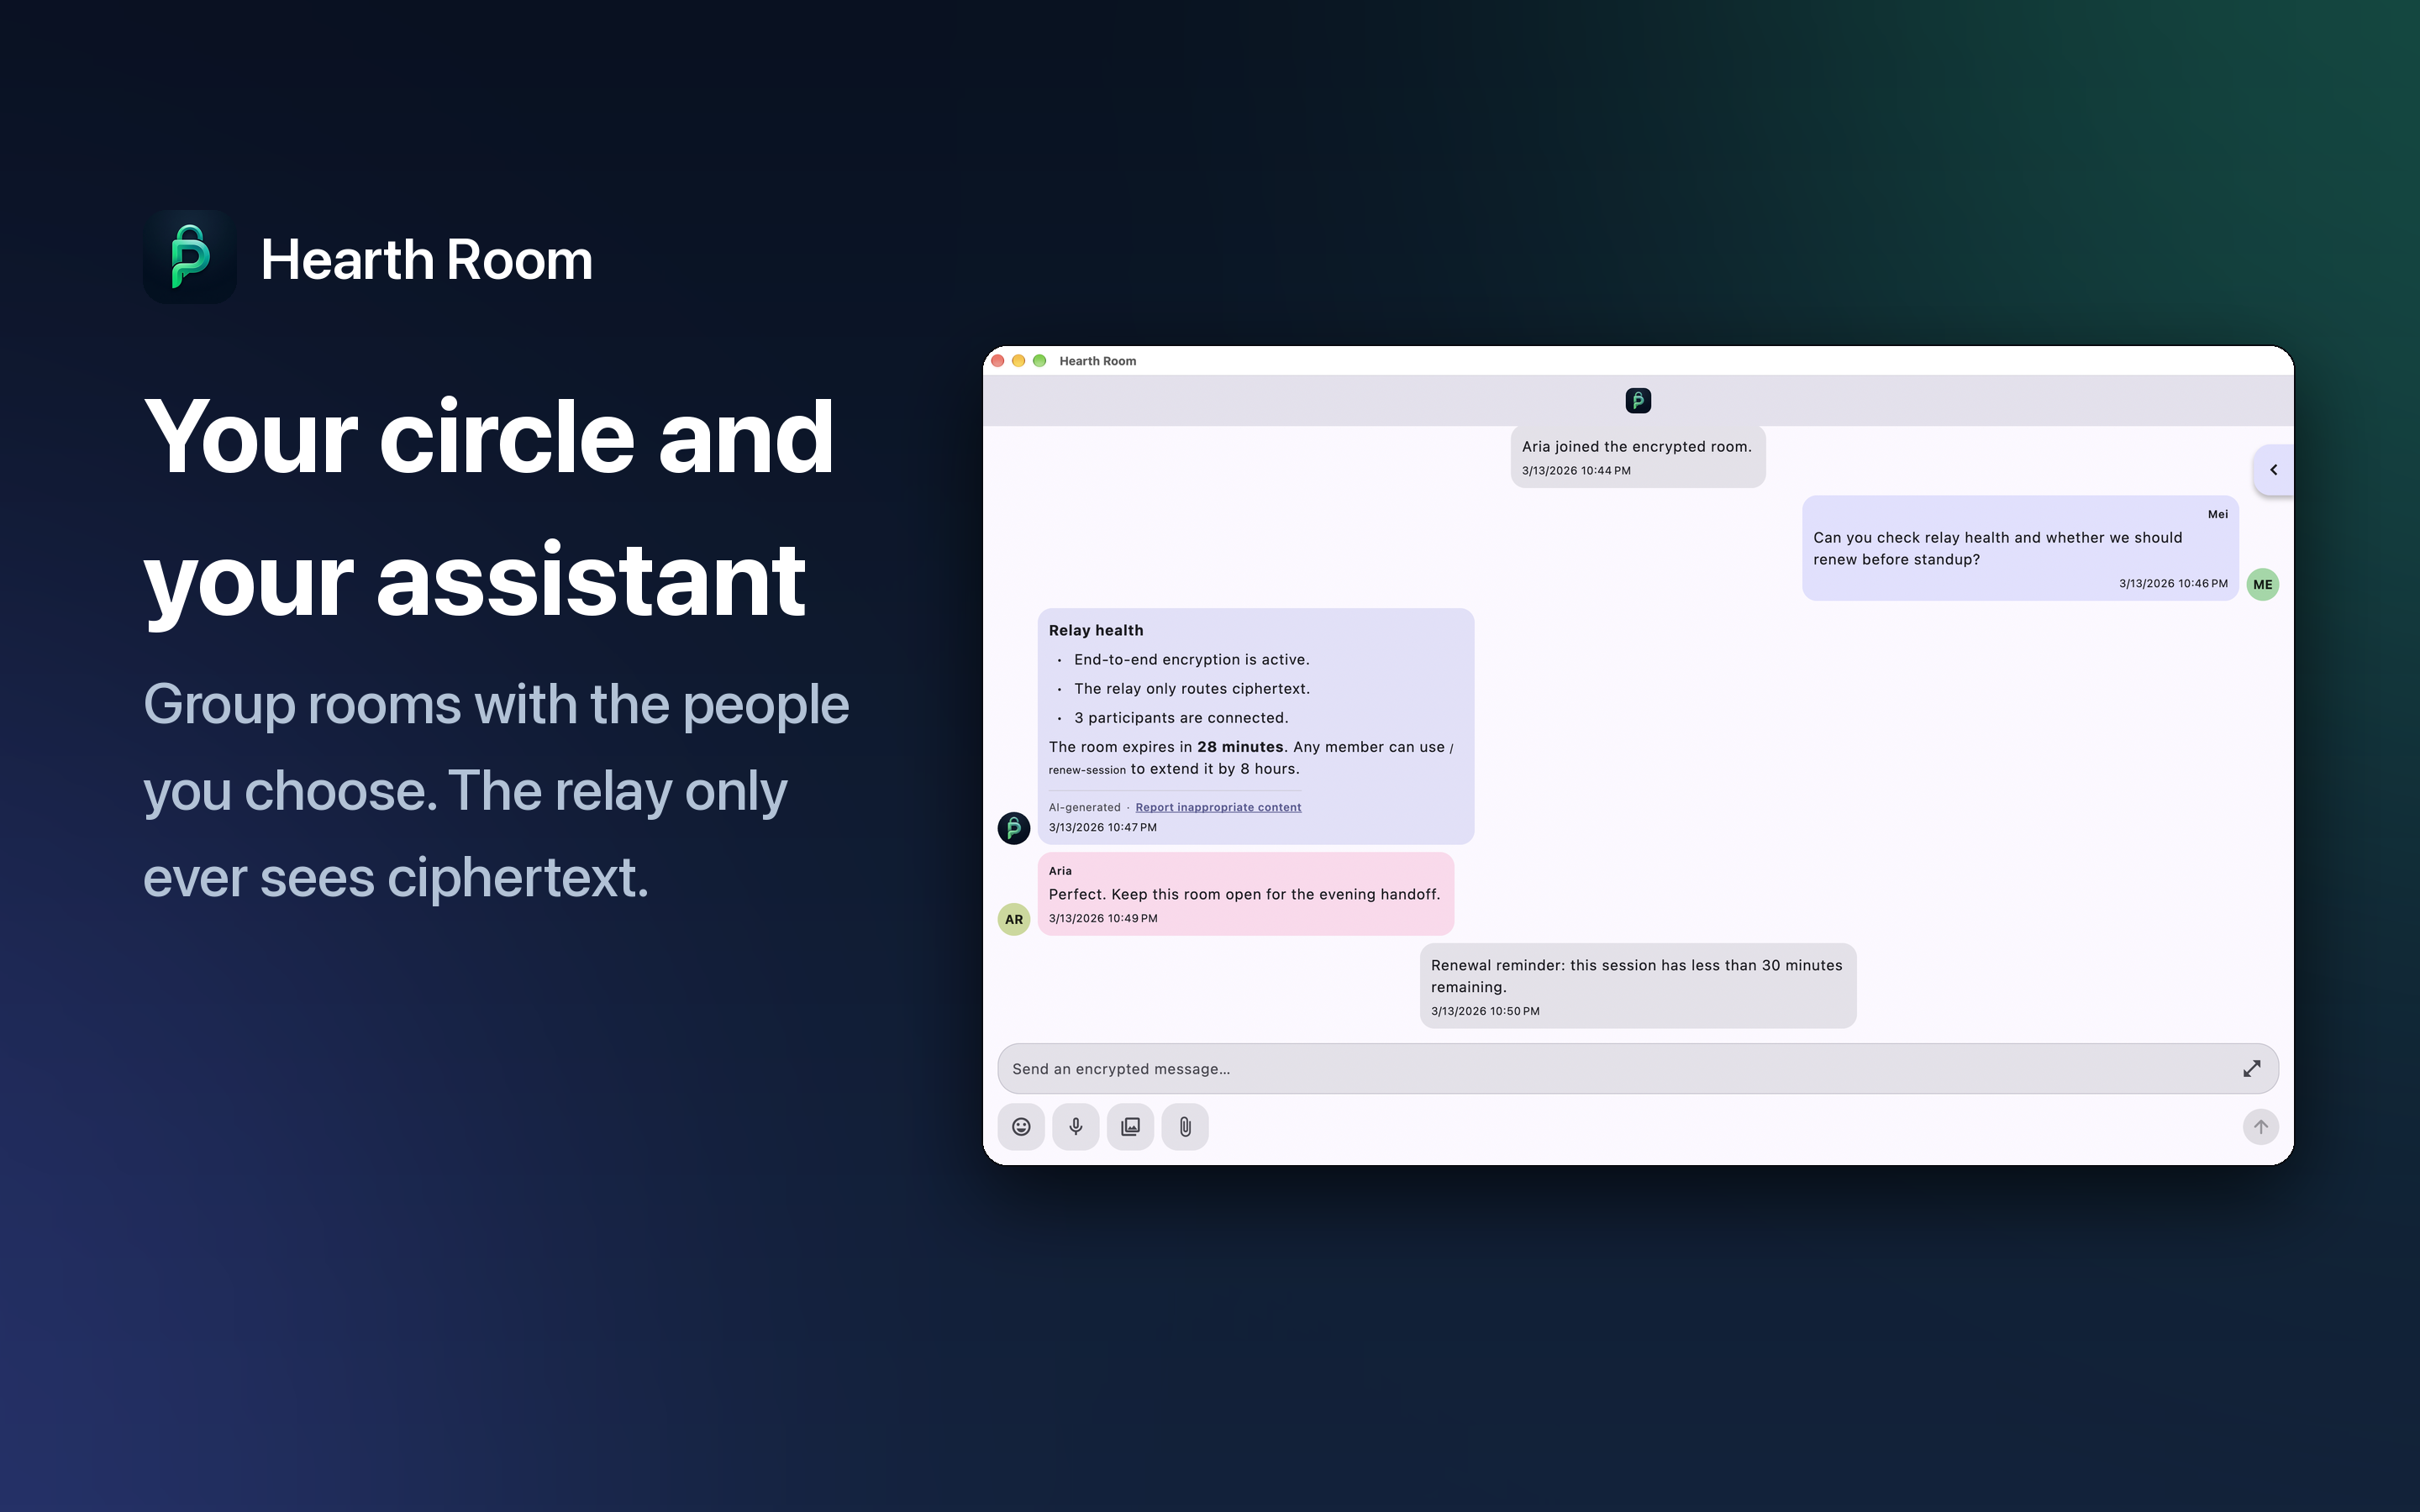 Hearth Room
Your circle and
your assistant
Group rooms with the people
you choose. The relay only
ever sees ciphertext.
Hearth Room
Aria joined the encrypted room.
3/13/2026 10:44 PM
Mei
Can you check relay health and whether we should
renew before standup?
3/13/2026 10:46 PM
ME
Relay health
• End-to-end encryption is active.
• The relay only routes ciphertext.
• 3 participants are connected.
The room expires in 28 minutes. Any member can use /
renew-session to extend it by 8 hours.
AI-generated · Report inappropriate content
3/13/2026 10:47 PM
Aria
Perfect. Keep this room open for the evening handoff.
3/13/2026 10:49 PM
AR
Renewal reminder: this session has less than 30 minutes
remaining.
3/13/2026 10:50 PM
Send an encrypted message...